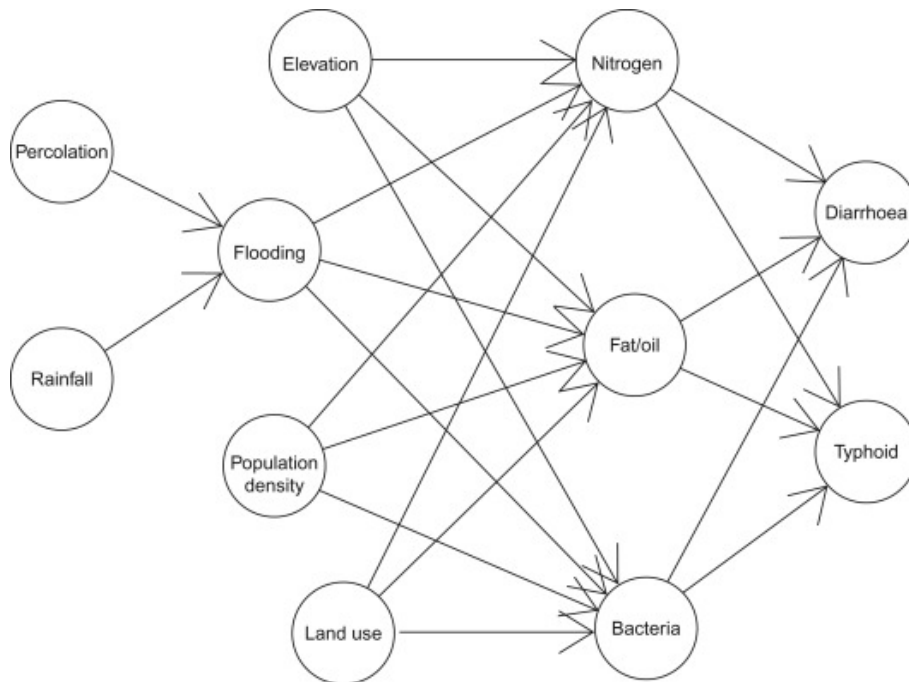 Elevation
Nitrogen
Percolation
Diarrhoea
Flooding
Fat/oil
Rainfall
Typhoid
Population
density
Land use
Bacteria